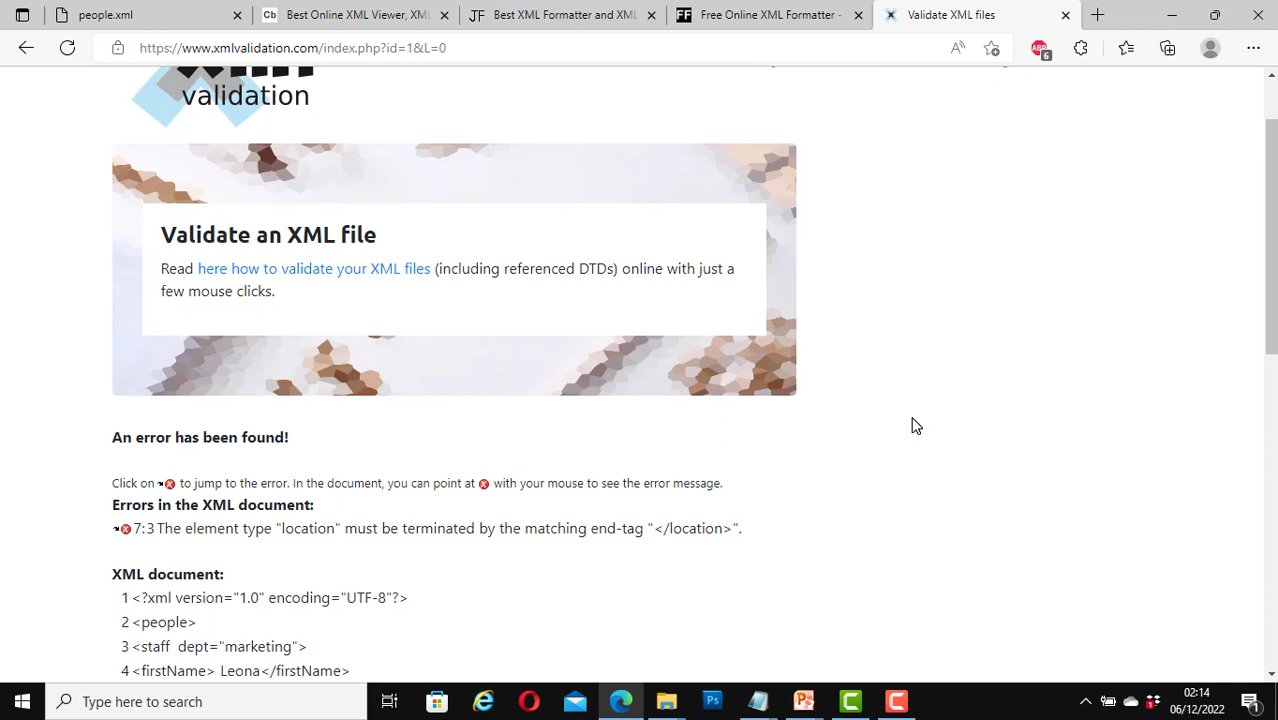 people.xml
Best Online XML Viewer, XML
Best XML Formatter and XML
Free Online XML Formatter -
Validate XML files
https://www.xmlvalidation.com/index.php?id=1&L=0
validation
Validate an XML file
Read here how to validate your XML files (including referenced DTDs) online with just a
few mouse clicks.
An error has been found!
Click on to jump to the error. In the document, you can point at with your mouse to see the error message.
Errors in the XML document:
7:3 The element type "location" must be terminated by the matching end-tag "</location>".
XML document:
1 <?xml version="1.0" encoding="UTF-8"?>
2 <people>
3 <staff dept="marketing">
4 <firstName> Leona</firstName>
Type here to search
02:14
06/12/2022